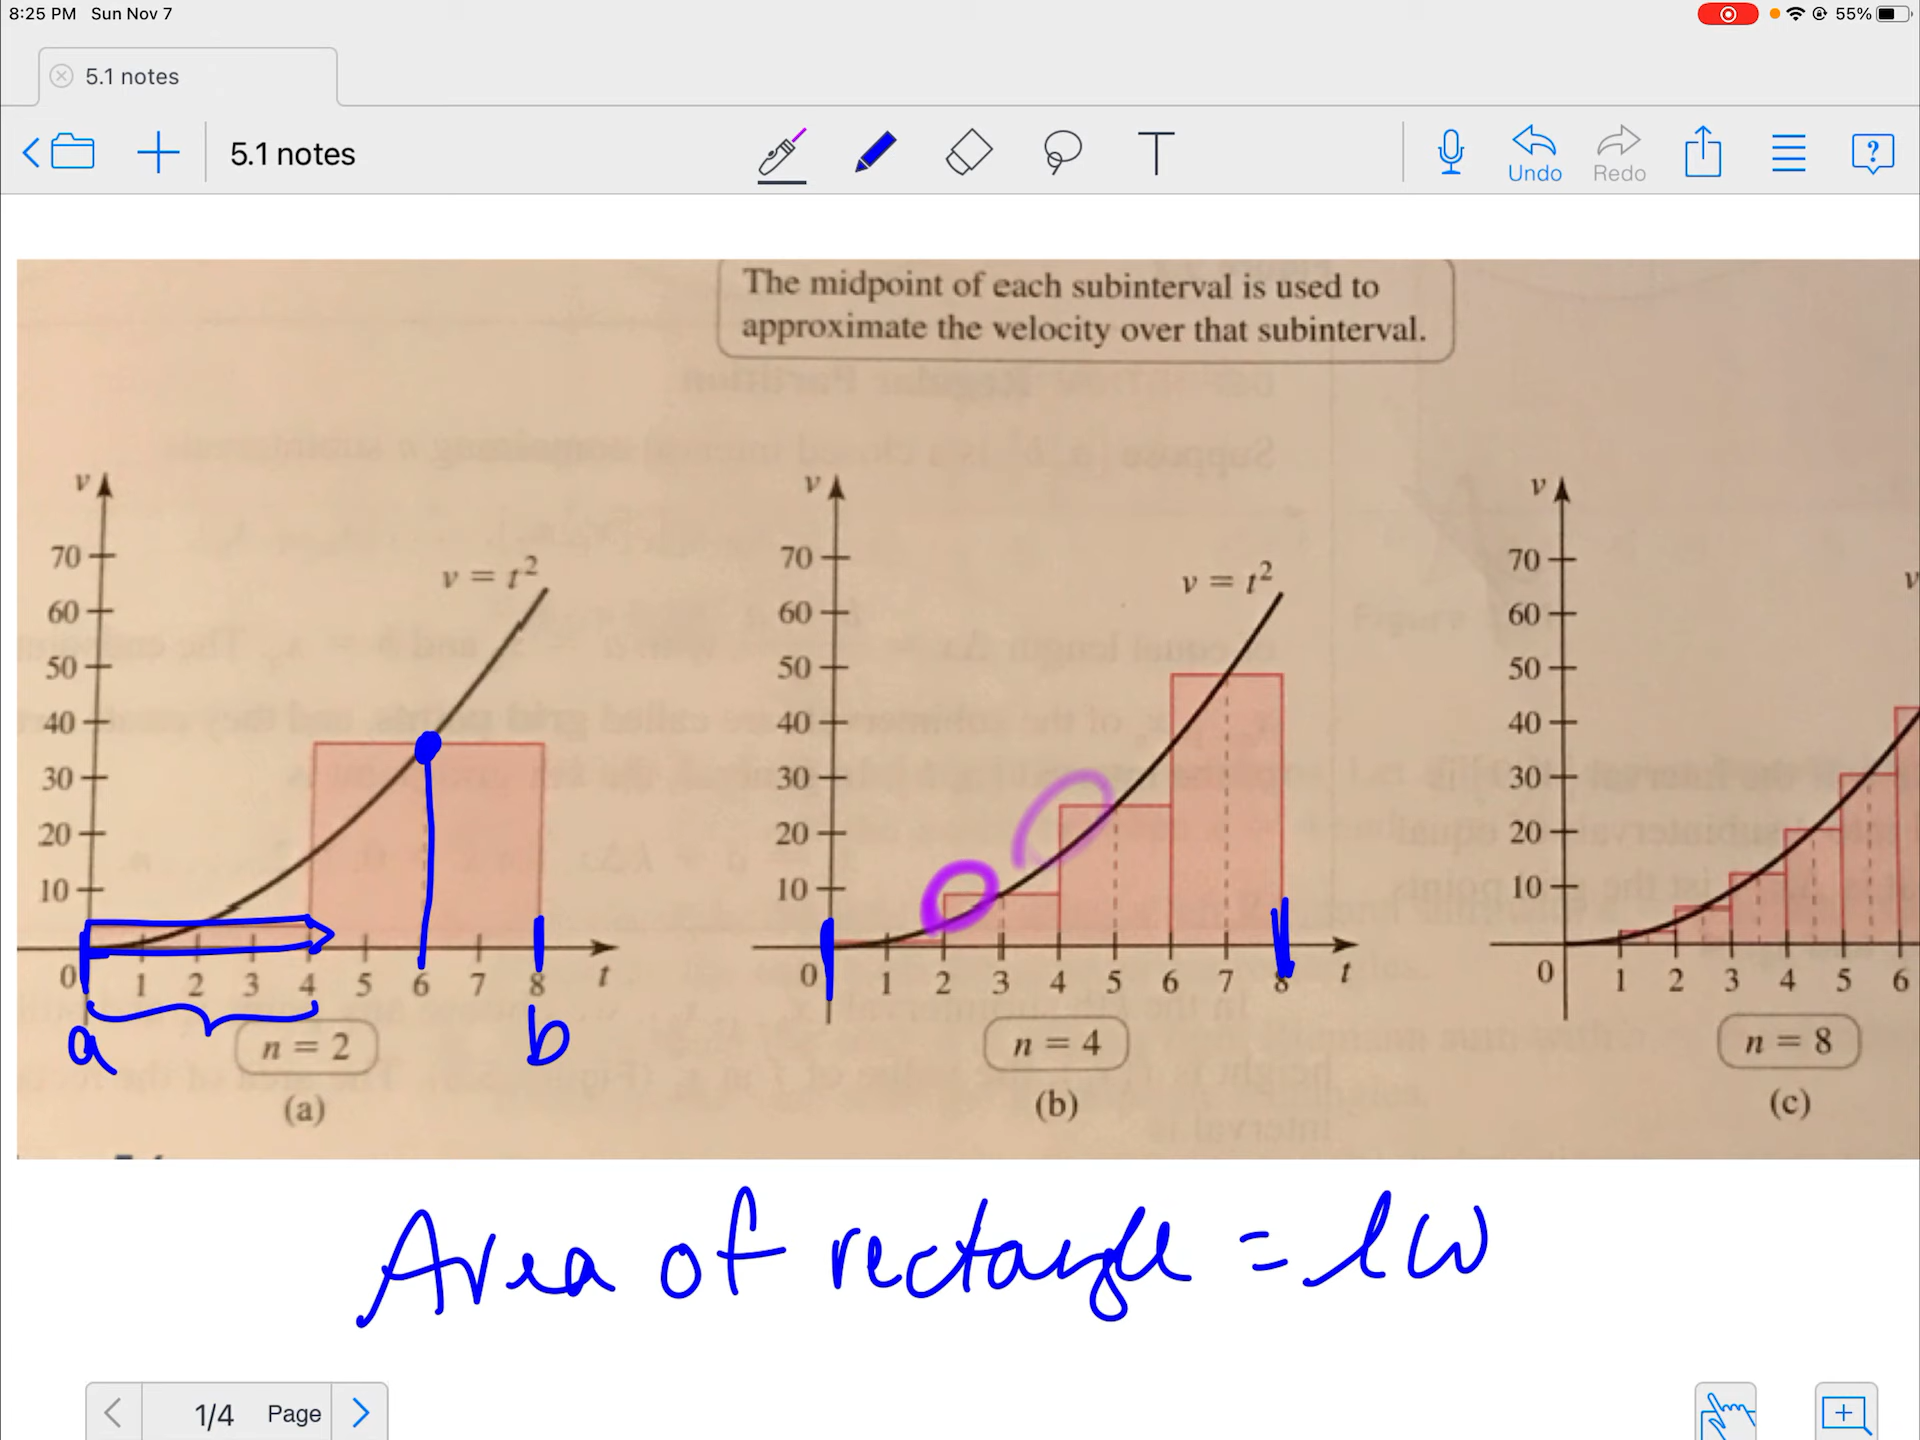 8:25 PM Sun Nov 7
55%
5.1 notes
5.1 notes
T
Undo
Redo
?
The midpoint of each subinterval is used to
approximate the velocity over that subinterval.
v
70
60
50
40
30
20
10
0 1 2 3 4 5 6 7 8 t
v = t²
a
b
n = 2
(a)
v
70
60
50
40
30
20
10
0 1 2 3 4 5 6 7 8 t
v = t²
n = 4
(b)
v
70
60
50
40
30
20
10
0 1 2 3 4 5 6
v
n = 8
(c)
Area of rectangle = lw
1/4 Page